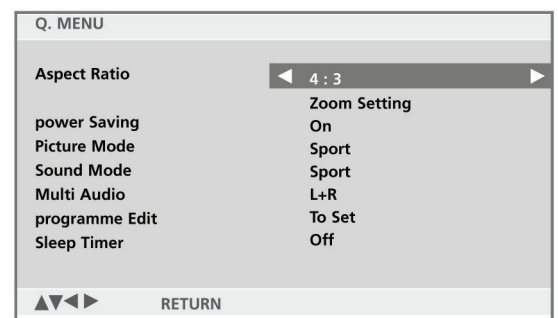 Q. MENU
Aspect Ratio ◀ 4 : 3 ▶
Zoom Setting
power Saving On
Picture Mode Sport
Sound Mode Sport
Multi Audio L+R
programme Edit To Set
Sleep Timer Off
▲▼◀ ▶ RETURN